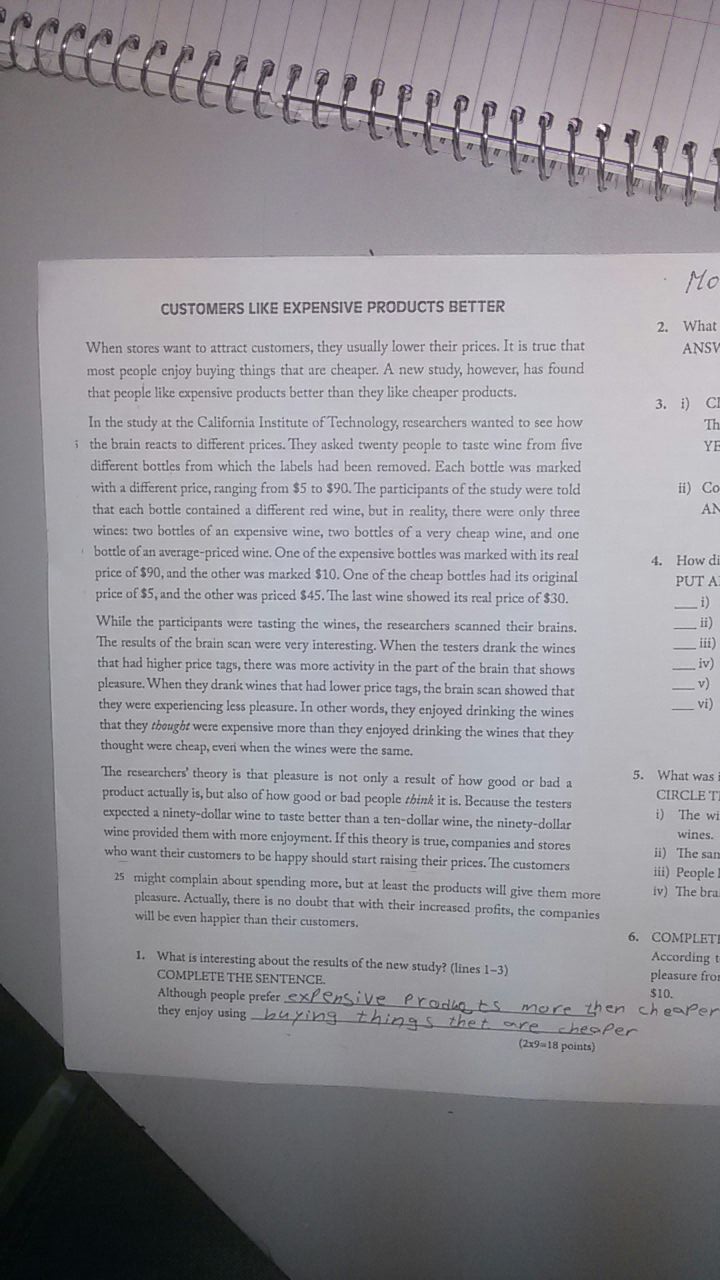 CUSTOMERS LIKE EXPENSIVE PRODUCTS BETTER
When stores want to attract customers, they usually lower their prices. It is true that
most people enjoy buying things that are cheaper. A new study, however, has found
that people like expensive products better than they like cheaper products.
In the study at the California Institute of Technology, researchers wanted to see how
5 the brain reacts to different prices. They asked twenty people to taste wine from five
different bottles from which the labels had been removed. Each bottle was marked
with a different price, ranging from $5 to $90. The participants of the study were told
that each bottle contained a different red wine, but in reality, there were only three
wines: two bottles of an expensive wine, two bottles of a very cheap wine, and one
bottle of an average-priced wine. One of the expensive bottles was marked with its real
price of $90, and the other was marked $10. One of the cheap bottles had its original
price of $5, and the other was priced $45. The last wine showed its real price of $30.
While the participants were tasting the wines, the researchers scanned their brains.
The results of the brain scan were very interesting. When the testers drank the wines
that had higher price tags, there was more activity in the part of the brain that shows
pleasure. When they drank wines that had lower price tags, the brain scan showed that
they were experiencing less pleasure. In other words, they enjoyed drinking the wines
that they thought were expensive more than they enjoyed drinking the wines that they
thought were cheap, even when the wines were the same.
The researchers' theory is that pleasure is not only a result of how good or bad a
product actually is, but also of how good or bad people think it is. Because the testers
expected a ninety-dollar wine to taste better than a ten-dollar wine, the ninety-dollar
wine provided them with more enjoyment. If this theory is true, companies and stores
who want their customers to be happy should start raising their prices. The customers
25 might complain about spending more, but at least the products will give them more
pleasure. Actually, there is no doubt that with their increased profits, the companies
will be even happier than their customers.
1. What is interesting about the results of the new study? (lines 1–3)
COMPLETE THE SENTENCE.
Although people prefer expensive products more then cheaper
they enjoy using buying things thet are cheaper
(2x9=18 points)
Mo
2. What
ANSW
3. i) Cl
Th
YE
ii) Co
AN
4. How di
PUT A
i)
ii)
iii)
iv)
v)
vi)
5. What was i
CIRCLE T
i) The wi
wines.
ii) The san
iii) People l
iv) The bra
6. COMPLETE
According t
pleasure fro
$10.